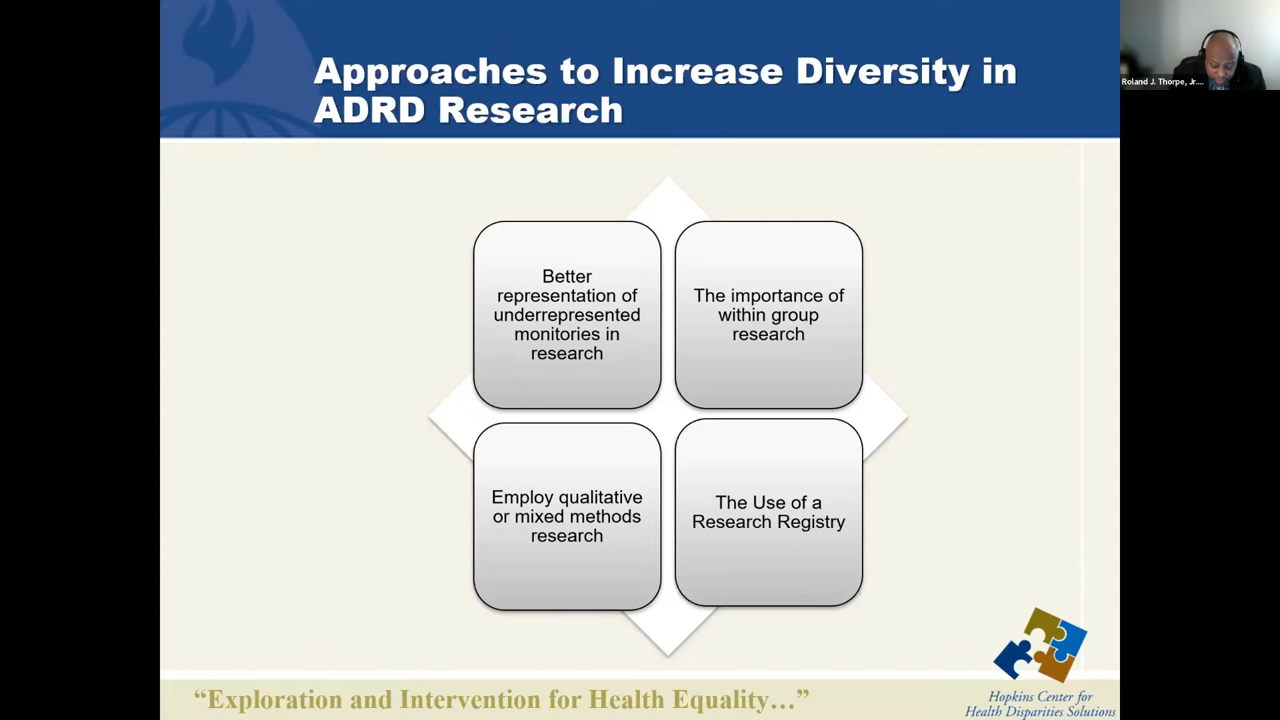 Approaches to Increase Diversity in
ADRD Research
Roland J. Thorpe, Jr....
Better
representation of
underrepresented
monitories in
research
The importance of
within group
research
Employ qualitative
or mixed methods
research
The Use of a
Research Registry
“Exploration and Intervention for Health Equality…”
Hopkins Center for
Health Disparities Solutions